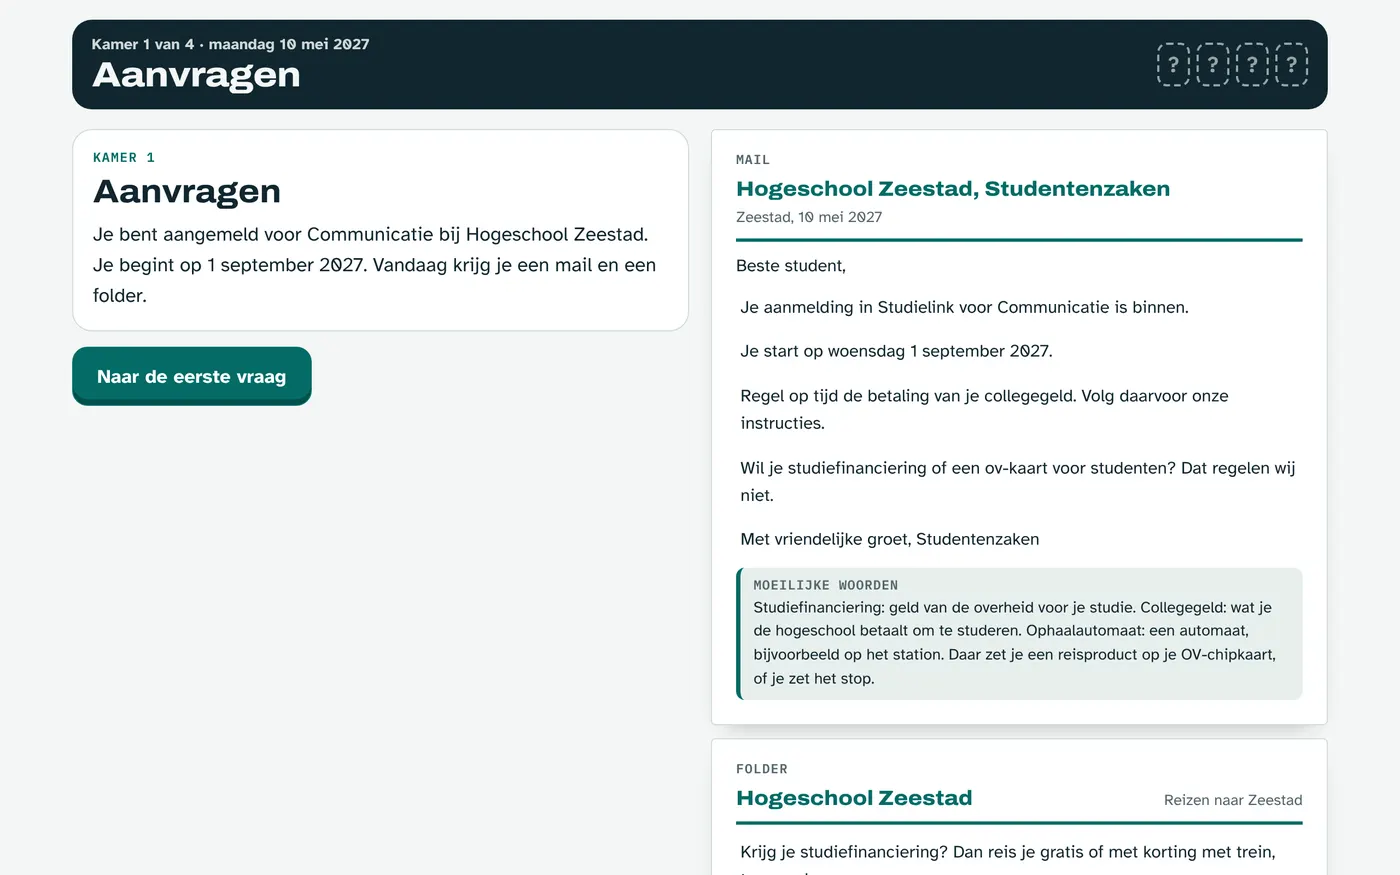 Kamer 1 van 4 · maandag 10 mei 2027
Aanvragen
? ? ? ?
KAMER 1
Aanvragen
Je bent aangemeld voor Communicatie bij Hogeschool Zeestad.
Je begint op 1 september 2027. Vandaag krijg je een mail en een
folder.
Naar de eerste vraag
MAIL
Hogeschool Zeestad, Studentenzaken
Zeestad, 10 mei 2027
Beste student,
Je aanmelding in Studielink voor Communicatie is binnen.
Je start op woensdag 1 september 2027.
Regel op tijd de betaling van je collegegeld. Volg daarvoor onze
instructies.
Wil je studiefinanciering of een ov-kaart voor studenten? Dat regelen wij
niet.
Met vriendelijke groet, Studentenzaken
MOEILIJKE WOORDEN
Studiefinanciering: geld van de overheid voor je studie. Collegegeld: wat je
de hogeschool betaalt om te studeren. Ophaalautomaat: een automaat,
bijvoorbeeld op het station. Daar zet je een reisproduct op je OV-chipkaart,
of je zet het stop.
FOLDER
Hogeschool Zeestad
Reizen naar Zeestad
Krijg je studiefinanciering? Dan reis je gratis of met korting met trein,